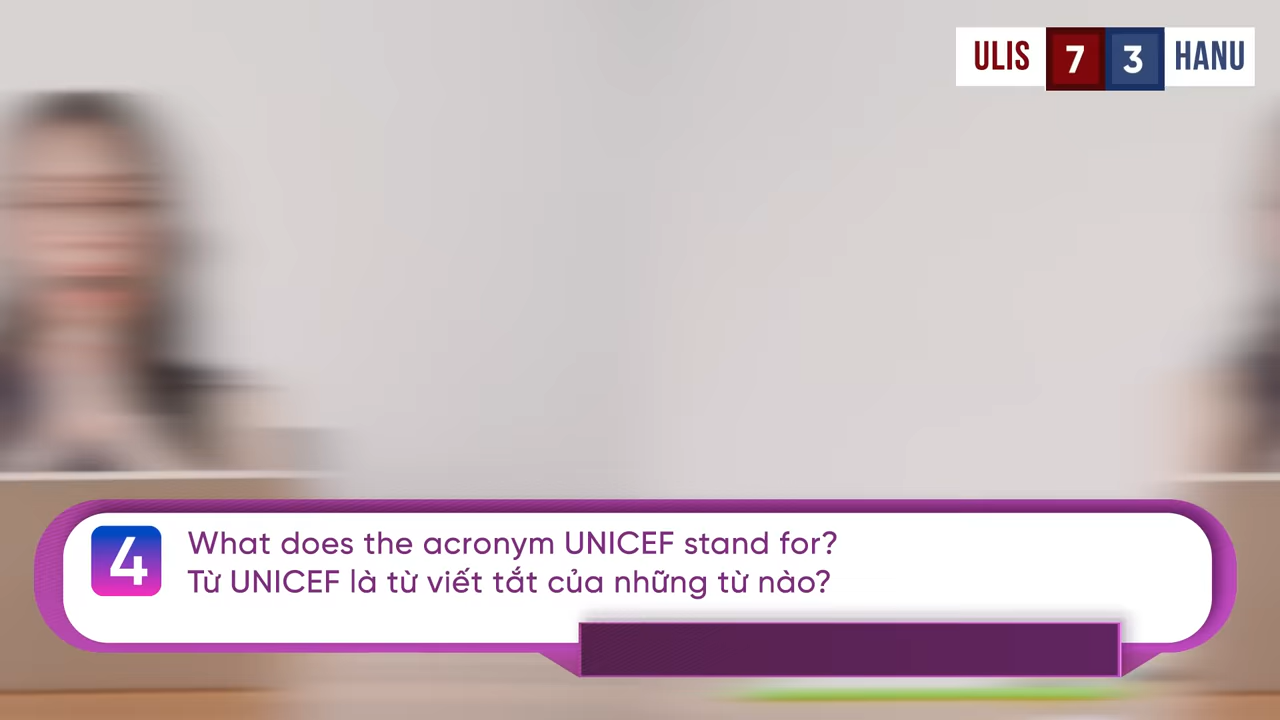 ULIS 7 3 HANU
4 What does the acronym UNICEF stand for?
Từ UNICEF là từ viết tắt của những từ nào?